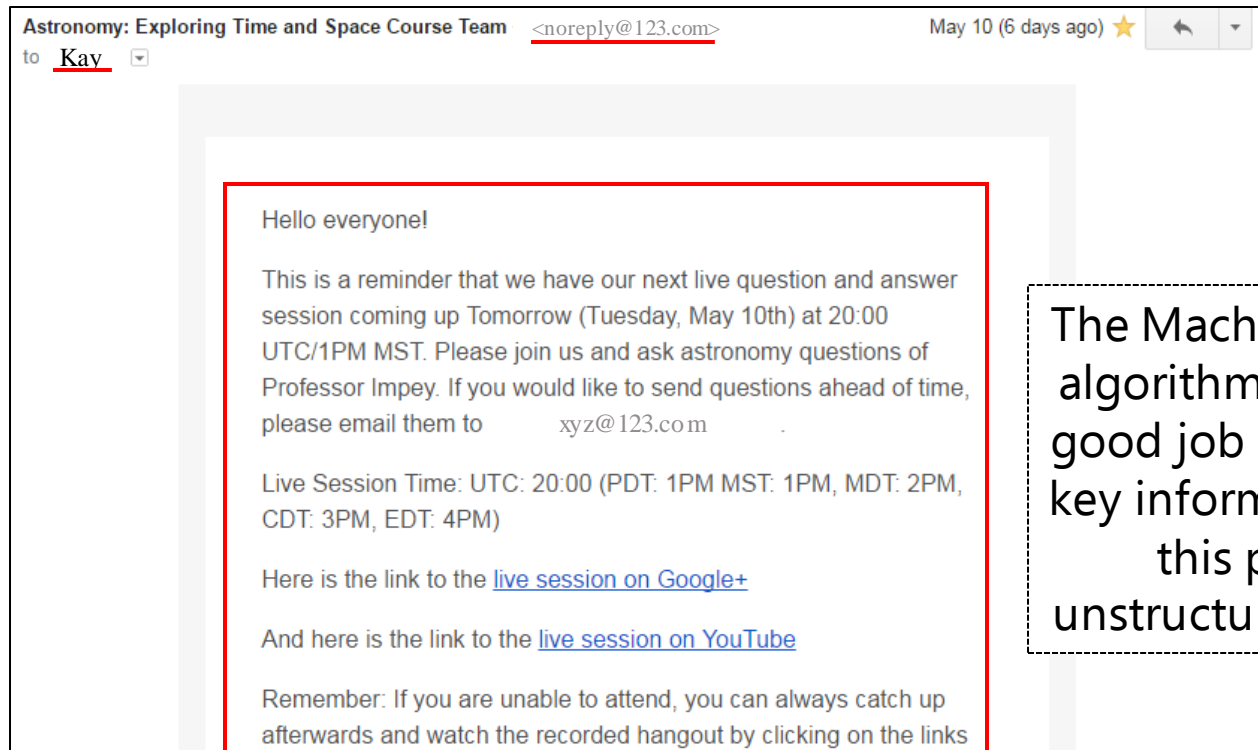 Astronomy: Exploring Time and Space Course Team <noreply@123.com> May 10 (6 days ago)
to Kay
Hello everyone!
This is a reminder that we have our next live question and answer
session coming up Tomorrow (Tuesday, May 10th) at 20:00
UTC/1PM MST. Please join us and ask astronomy questions of
Professor Impey. If you would like to send questions ahead of time,
please email them to xyz@123.com .
Live Session Time: UTC: 20:00 (PDT: 1PM MST: 1PM, MDT: 2PM,
CDT: 3PM, EDT: 4PM)
Here is the link to the live session on Google+
And here is the link to the live session on YouTube
Remember: If you are unable to attend, you can always catch up
afterwards and watch the recorded hangout by clicking on the links
The Mach
algorithm
good job
key inform
this p
unstructu